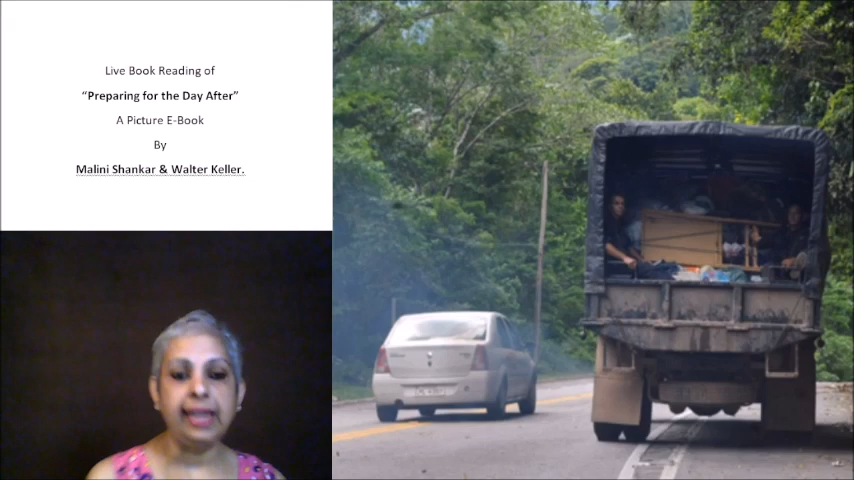 Live Book Reading of
“Preparing for the Day After”
A Picture E-Book
By
Malini Shankar & Walter Keller.